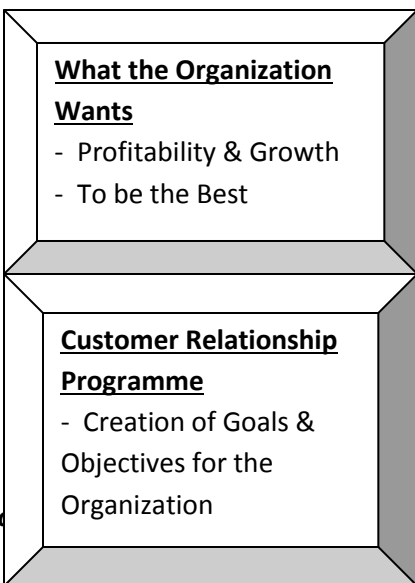 What the Organization
Wants
- Profitability & Growth
- To be the Best
Customer Relationship
Programme
- Creation of Goals &
Objectives for the
Organization